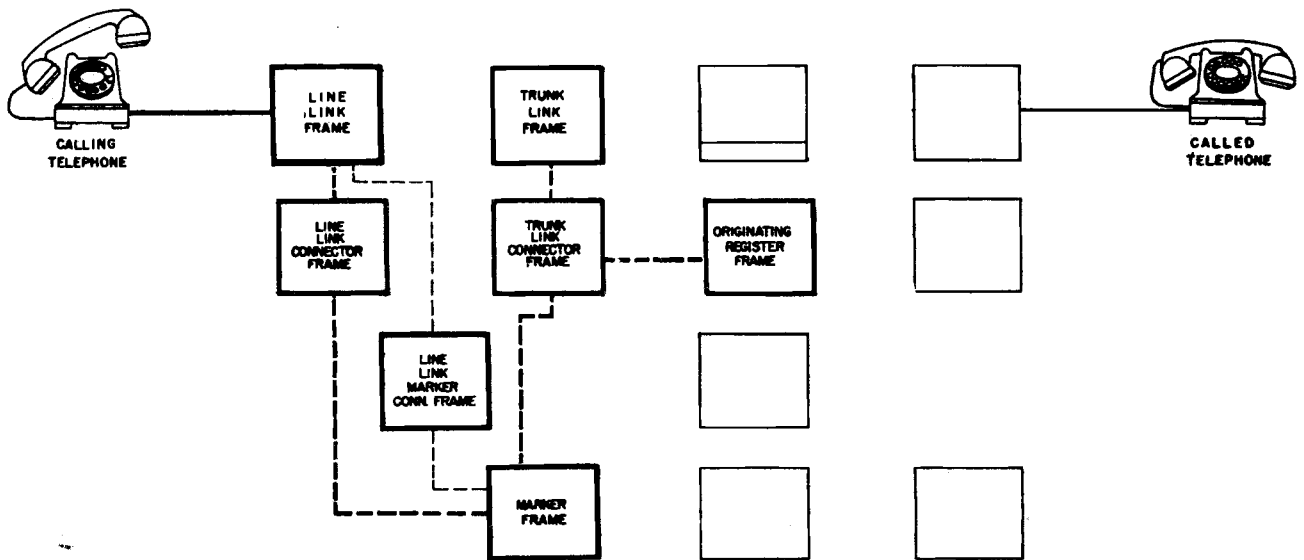 LINE
LINK
FRAME
TRUNK
LINK
FRAME
CALLING
TELEPHONE
CALLED
TELEPHONE
LINE
LINK
CONNECTOR
FRAME
TRUNK
LINK
CONNECTOR
FRAME
ORIGINATING
REGISTER
FRAME
LINE
LINK
MARKER
CONN. FRAME
MARKER
FRAME